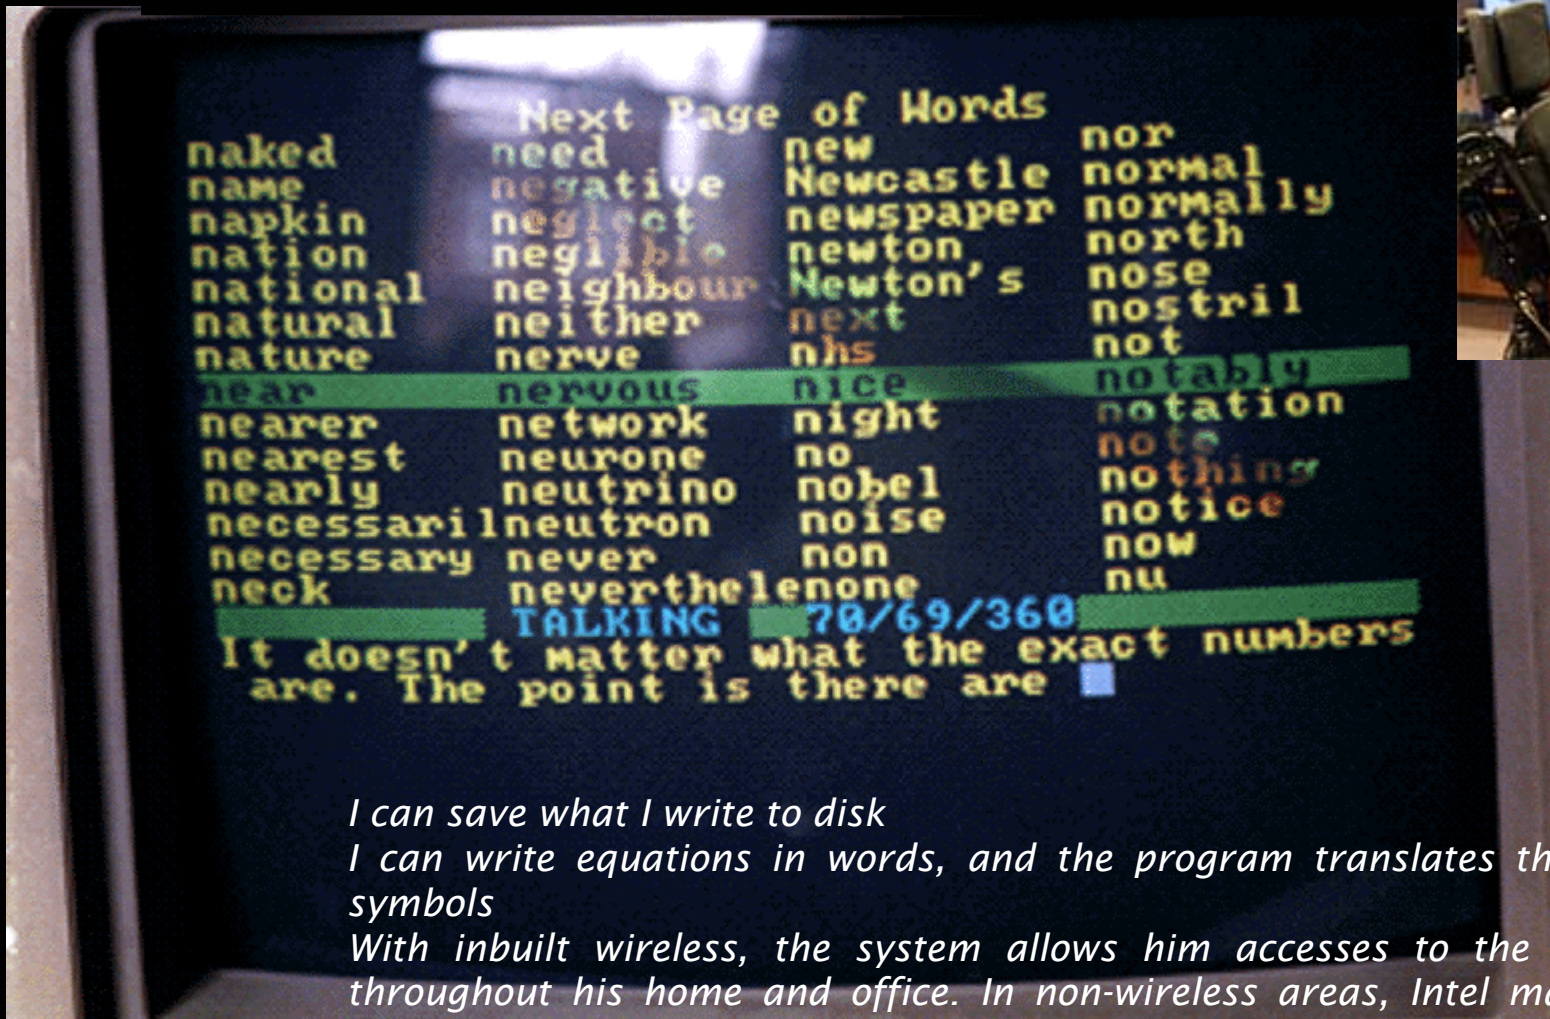 Next Page of Words
naked need new nor
name negative Newcastle normal
napkin neglect newspaper normally
nation neglible newton north
national neighbour Newton's nose
natural neither next nostril
nature nerve nhs not
near nervous nice notably
nearer network night notation
nearest neurone no note
nearly neutrino nobel nothing
necessarilneutron noise notice
necessary never non now
neck neverthelenone nu
TALKING 70/69/360
It doesn't matter what the exact numbers
are. The point is there are
I can save what I write to disk
I can write equations in words, and the program translates th
symbols
With inbuilt wireless, the system allows him accesses to the
throughout his home and office. In non-wireless areas, Intel ma